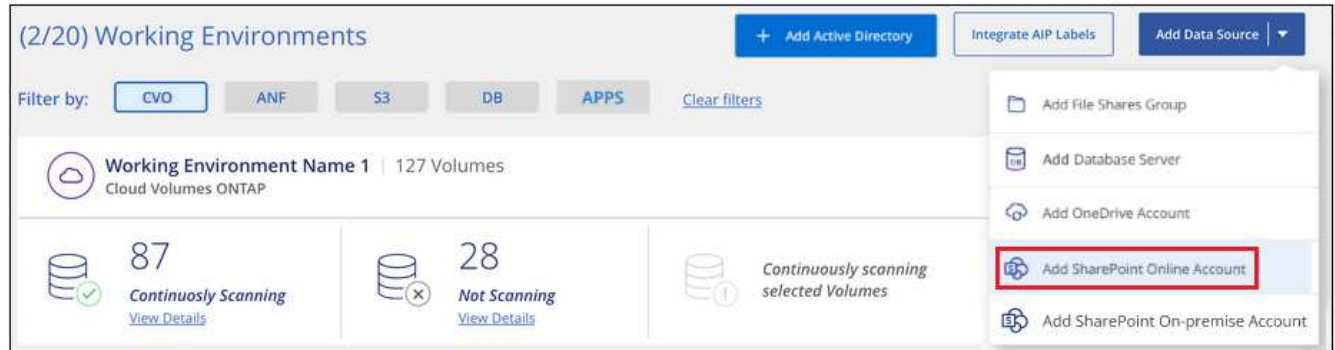 (2/20) Working Environments
+ Add Active Directory
Integrate AIP Labels
Add Data Source
Filter by:
CVO
ANF
S3
DB
APPS
Clear filters
Add File Shares Group
DB
Add Database Server
Working Environment Name 1 | 127 Volumes
Cloud Volumes ONTAP
Add OneDrive Account
87
Continuosly Scanning
View Details
28
Not Scanning
View Details
Continuously scanning
selected Volumes
Add SharePoint Online Account
Add SharePoint On-premise Account